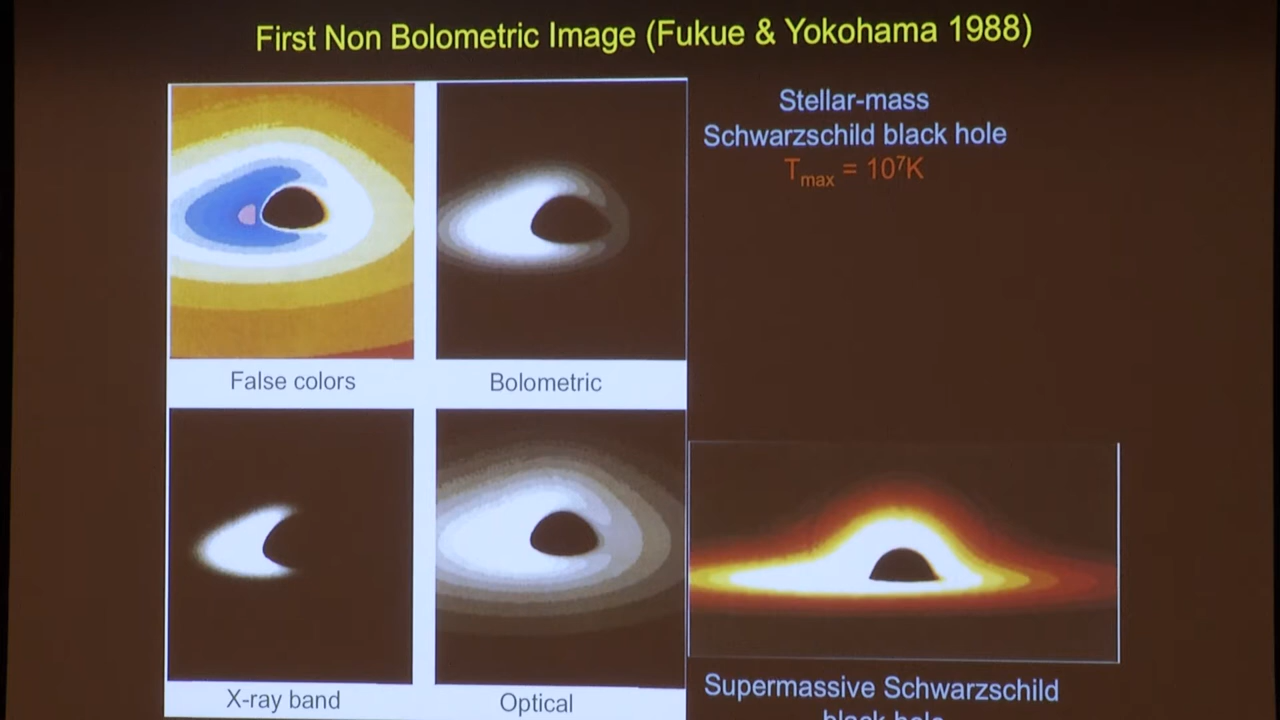 First Non Bolometric Image (Fukue & Yokohama 1988)
Stellar-mass
Schwarzschild black hole
Tmax = 10⁷K
False colors
Bolometric
X-ray band
Optical
Supermassive Schwarzschild
black hole